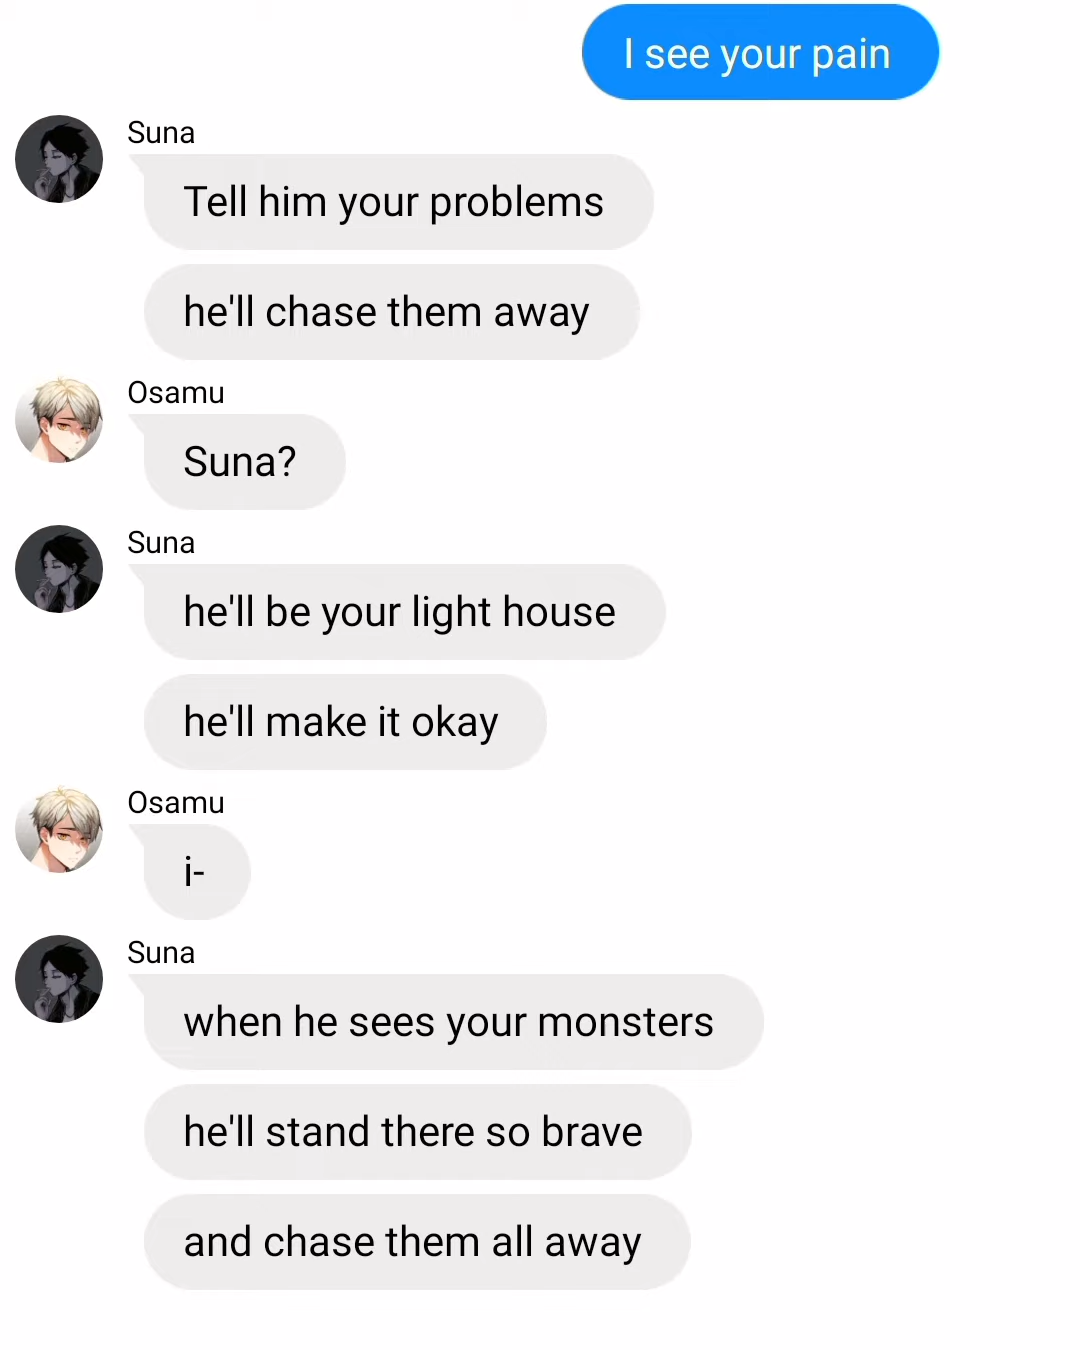 I see your pain
Suna
Tell him your problems
he'll chase them away
Osamu
Suna?
Suna
he'll be your light house
he'll make it okay
Osamu
i-
Suna
when he sees your monsters
he'll stand there so brave
and chase them all away